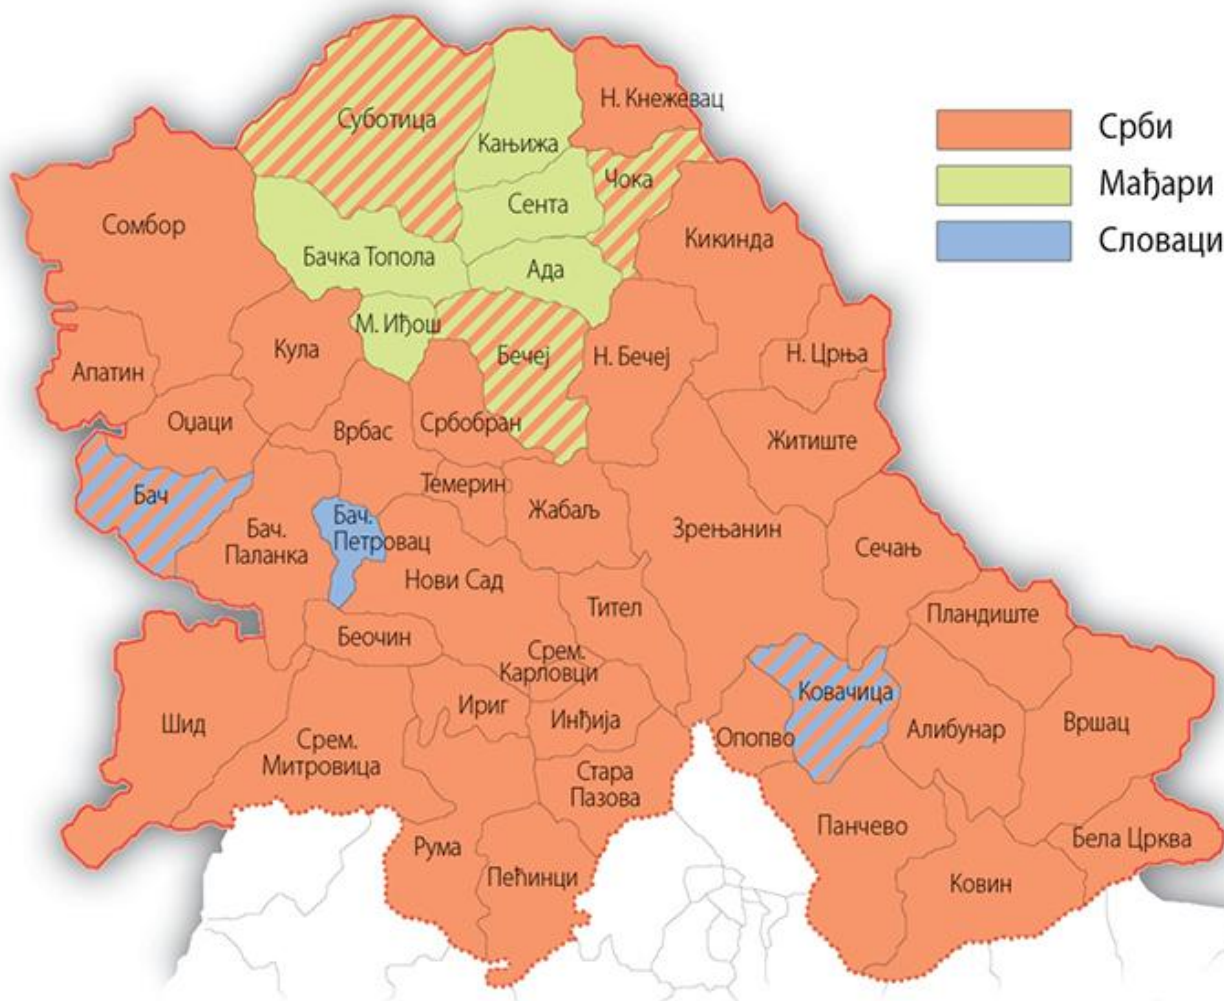 Суботица
Кањижа
Н. Кнежевац
Чока
Сента
Сомбор
Бачка Топола
Ада
Кикинда
М. Иђош
Бечеј
Н. Бечеј
Н. Црња
Апатин
Кула
Оџаци
Врбас
Србобран
Житиште
Бач
Темерин
Жабаљ
Зрењанин
Бач.
Паланка
Бач.
Петровац
Нови Сад
Сечањ
Тител
Пландиште
Беочин
Срем.
Карловци
Ковачица
Шид
Срем.
Митровица
Ириг
Инђија
Опопво
Алибунар
Вршац
Стара
Пазова
Рума
Пећинци
Панчево
Бела Црква
Ковин
Срби
Мађари
Словаци